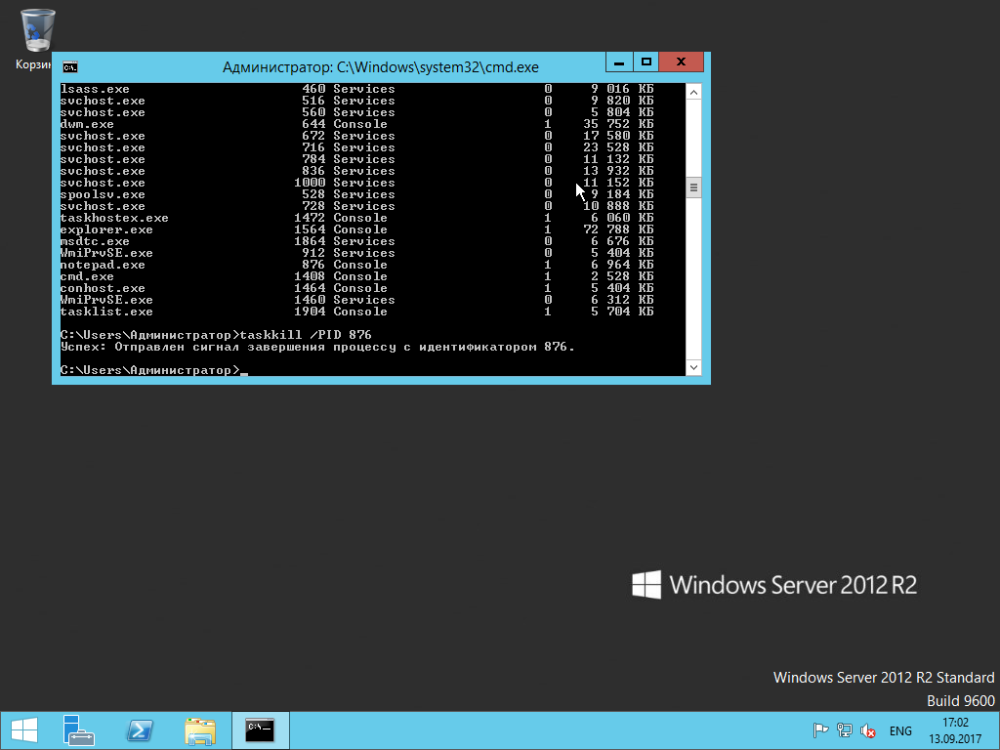 Корзин
Администратор: C:\Windows\system32\cmd.exe
lsass.exe 460 Services 0 9 016 КБ
svchost.exe 516 Services 0 9 820 КБ
svchost.exe 560 Services 0 5 804 КБ
dwm.exe 644 Console 1 35 752 КБ
svchost.exe 672 Services 0 17 580 КБ
svchost.exe 716 Services 0 23 528 КБ
svchost.exe 784 Services 0 11 132 КБ
svchost.exe 836 Services 0 13 932 КБ
svchost.exe 1000 Services 0 11 152 КБ
spoolsv.exe 528 Services 0 9 184 КБ
svchost.exe 728 Services 0 10 888 КБ
taskhostex.exe 1472 Console 1 6 060 КБ
explorer.exe 1564 Console 1 72 788 КБ
msdtc.exe 1864 Services 0 6 676 КБ
WmiPrvSE.exe 912 Services 0 5 404 КБ
notepad.exe 876 Console 1 6 964 КБ
cmd.exe 1408 Console 1 2 528 КБ
conhost.exe 1464 Console 1 5 404 КБ
WmiPrvSE.exe 1460 Services 0 6 312 КБ
tasklist.exe 1904 Console 1 5 704 КБ
C:\Users\Администратор>taskkill /PID 876
Успех: Отправлен сигнал завершения процессу с идентификатором 876.
C:\Users\Администратор>_
Windows Server 2012 R2
Windows Server 2012 R2 Standard
Build 9600
ENG
17:02
13.09.2017